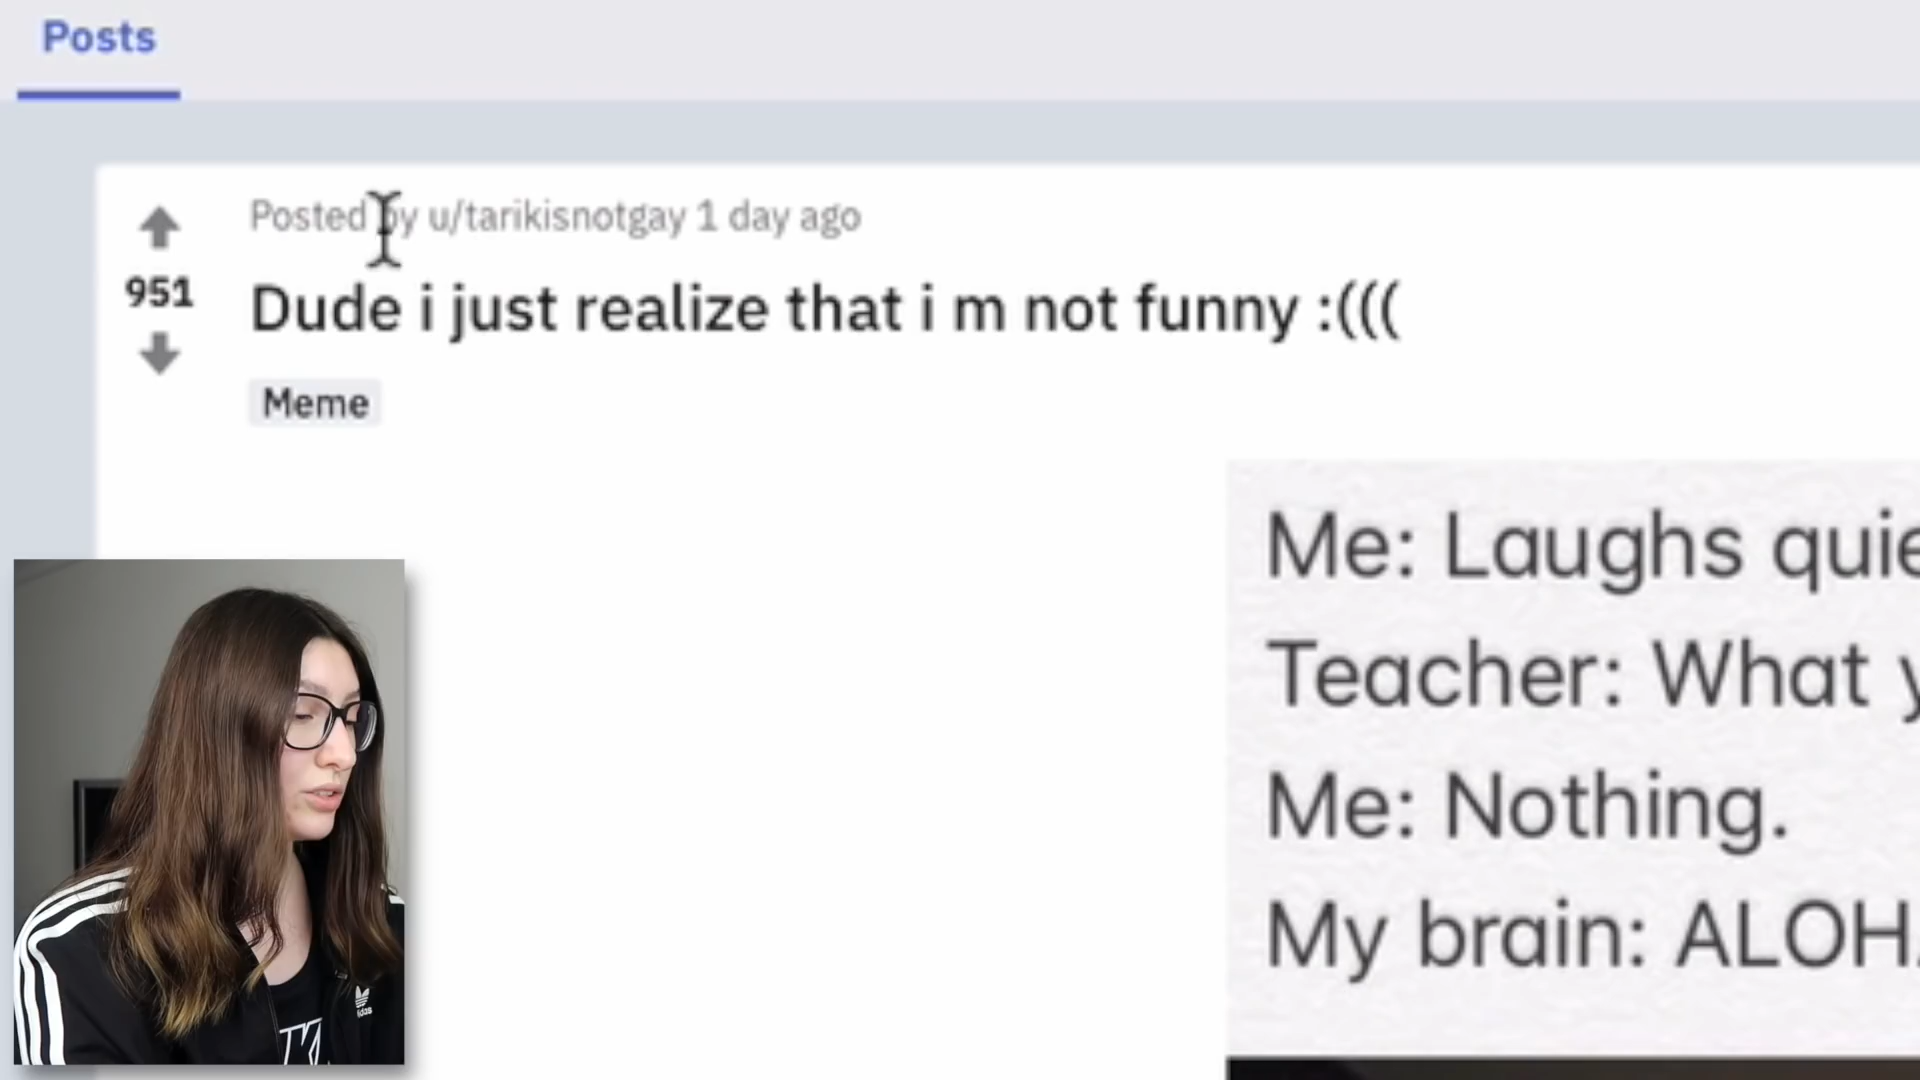 Posts
Posted by u/tarikisnotgay 1 day ago
951
Dude i just realize that i m not funny :(((
Meme
Me: Laughs
Teacher: What
Me: Nothing.
My brain:
adidas